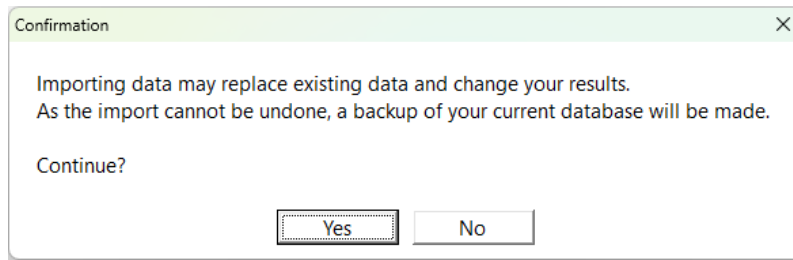 Confirmation
Importing data may replace existing data and change your results.
As the import cannot be undone, a backup of your current database will be made.
Continue?
Yes
No